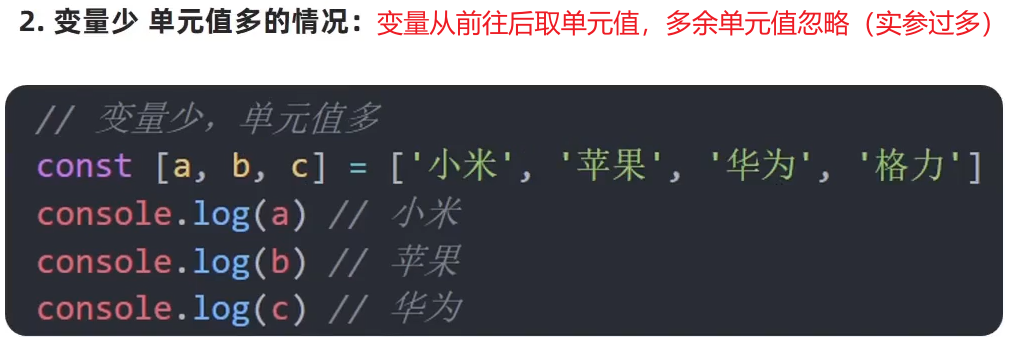 2. 变量少 单元值多的情况：变量从前往后取单元值，多余单元值忽略（实参过多）
// 变量少，单元值多
const [a, b, c] = ['小米', '苹果', '华为', '格力']
console.log(a) // 小米
console.log(b) // 苹果
console.log(c) // 华为